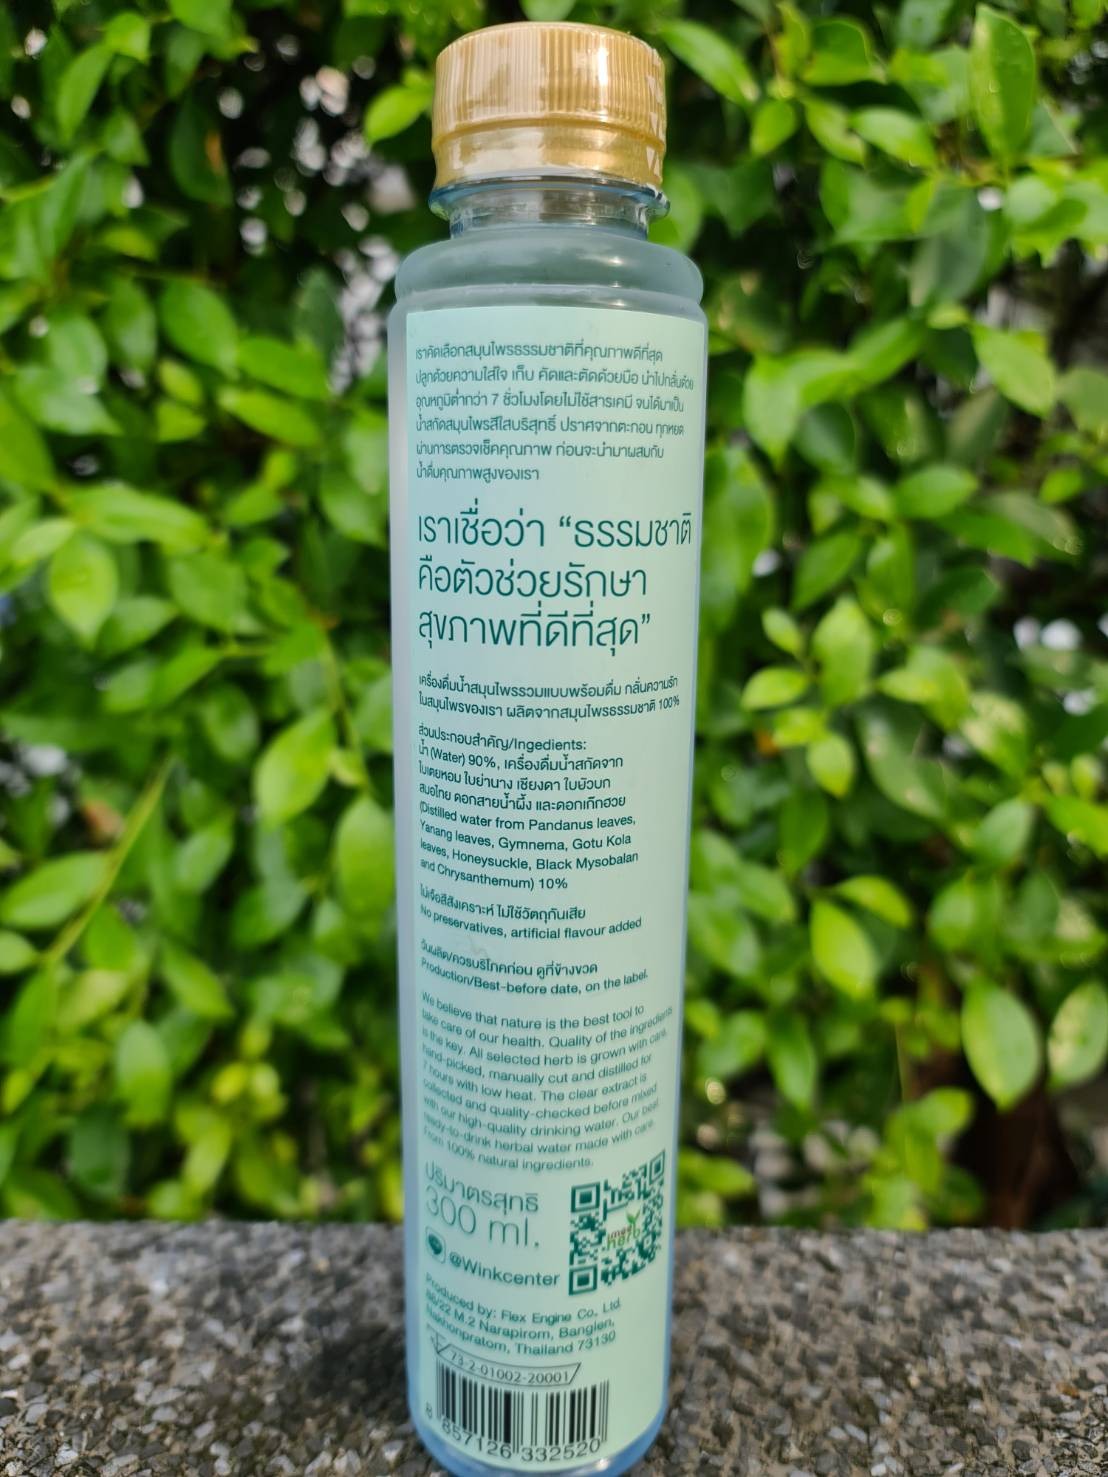 เราคัดเลือกสมุนไพรธรรมชาติที่คุณภาพดีที่สุด
ปลูกด้วยความใส่ใจ เก็บ คัดและตัดด้วยมือ นำไปกลั่นด้วย
อุณหภูมิต่ำกว่า 7 ชั่วโมงโดยไม่ใช้สารเคมี จนได้มาเป็น
น้ำสกัดสมุนไพรสีใสบริสุทธิ์ ปราศจากตะกอน ทุกหยด
ผ่านการตรวจเช็คคุณภาพ ก่อนจะนำมาผสมกับ
น้ำดื่มคุณภาพสูงของเรา
เราเชื่อว่า “ธรรมชาติ
คือตัวช่วยรักษา
สุขภาพที่ดีที่สุด”
เครื่องดื่มน้ำสมุนไพรรวมแบบพร้อมดื่ม กลั่นความรัก
ในสมุนไพรของเรา ผลิตจากสมุนไพรธรรมชาติ 100%
ส่วนประกอบสำคัญ/Ingedients:
น้ำ (Water) 90%, เครื่องดื่มน้ำสกัดจาก
ใบเตยหอม ใบย่านาง เชียงดา ใบบัวบก
สมอไทย ดอกสายน้ำผึ้ง และดอกเก๊กฮวย
(Distilled water from Pandanus leaves,
Yanang leaves, Gymnema, Gotu Kola
leaves, Honeysuckle, Black Mysobalan
and Chrysanthemum) 10%
ไม่เจือสีสังเคราะห์ ไม่ใช้วัตถุกันเสีย
No preservatives, artificial flavour added
วันผลิต/ควรบริโภคก่อน ดูที่ข้างขวด
Production/Best-before date, on the label.
We believe that nature is the best tool to
take care of our health. Quality of the ingredients
is the key. All selected herb is grown with care,
hand-picked, manually cut and distilled for
7 hours with low heat. The clear extract is
collected and quality-checked before mixed
with our high-quality drinking water. Our best
ready-to-drink herbal water made with care.
From 100% natural ingredients.
ปริมาตรสุทธิ
300 ml.
herb
@Winkcenter
Produced by: Flex Engine Co., Ltd.
86/22 M.2 Narapirom, Banglen,
Nakhonpratom, Thailand 73130
73-2-01002-20001
8 857126 332520